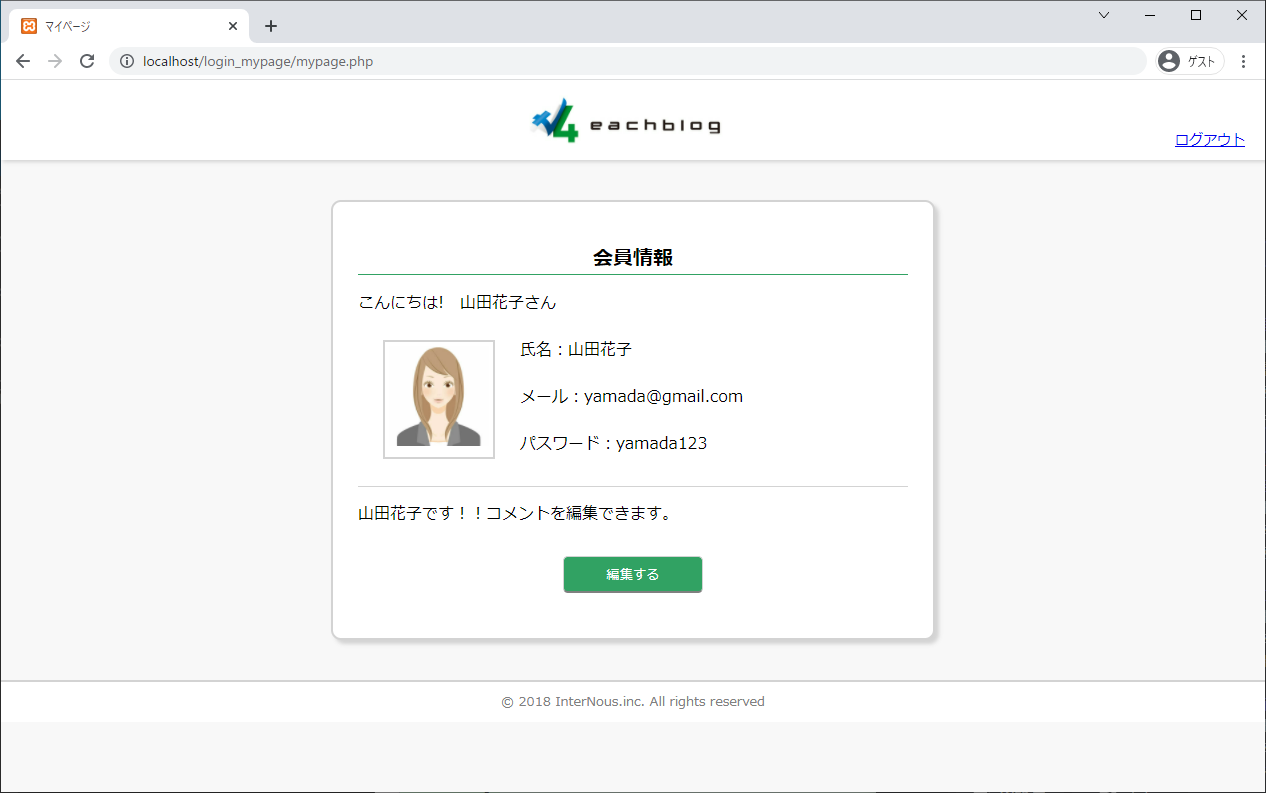 マイページ
localhost/login_mypage/mypage.php
ゲスト
4 eachblog
ログアウト
会員情報
こんにちは!　山田花子さん
氏名：山田花子
メール：yamada@gmail.com
パスワード：yamada123
山田花子です！！コメントを編集できます。
編集する
© 2018 InterNous.inc. All rights reserved